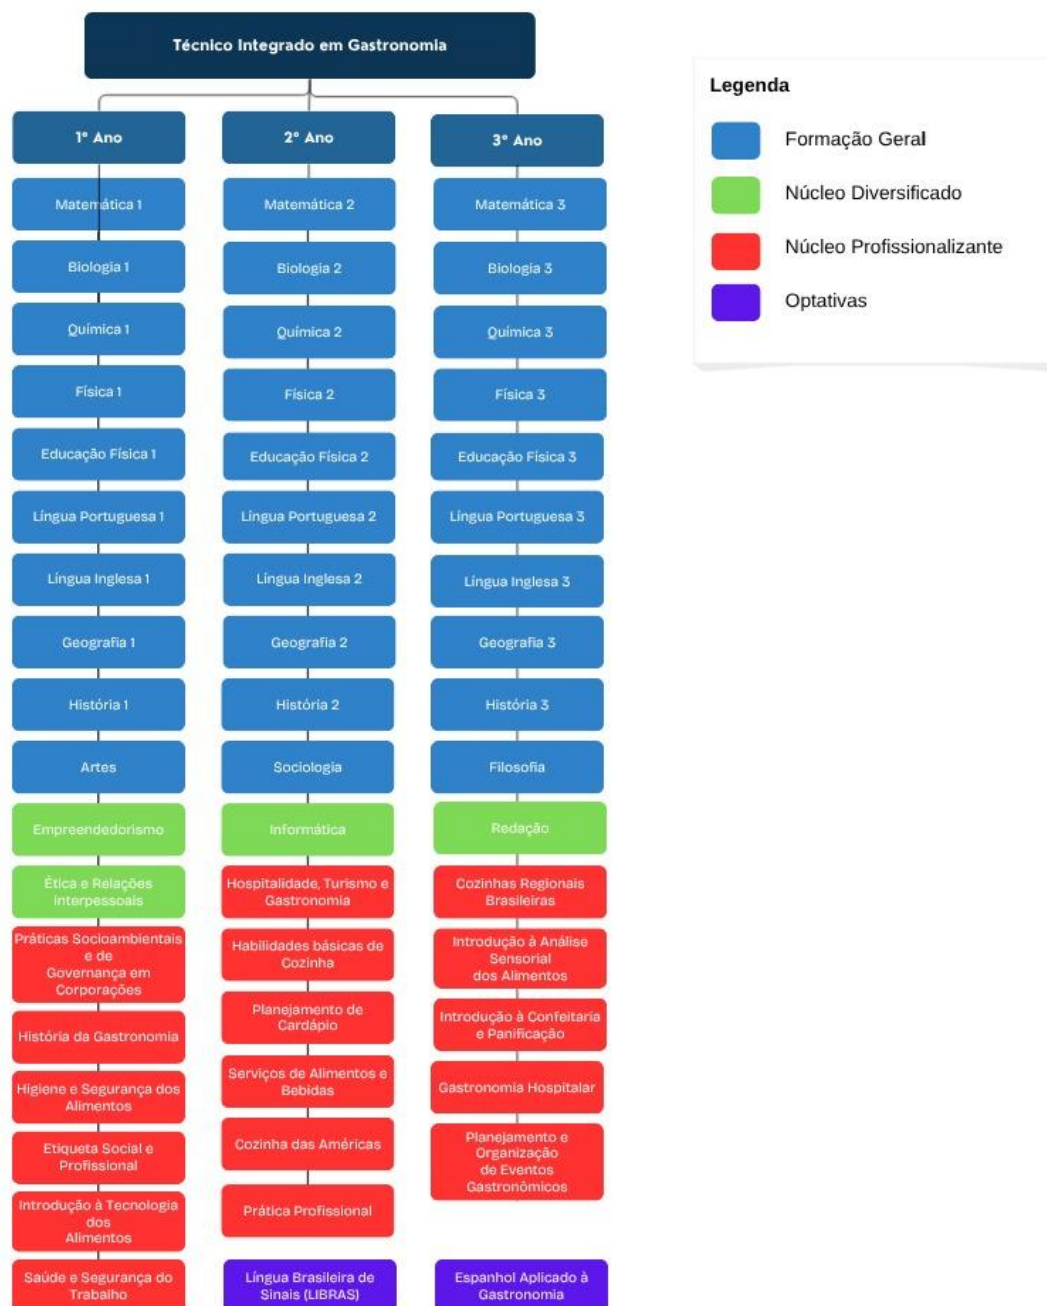 Técnico Integrado em Gastronomia
Legenda
Formação Geral
Núcleo Diversificado
Núcleo Profissionalizante
Optativas
1º Ano
Matemática 1
Biologia 1
Química 1
Física 1
Educação Física 1
Língua Portuguesa 1
Língua Inglesa 1
Geografia 1
História 1
Artes
Empreendedorismo
Ética e Relações
interpessoais
Práticas Socioambientais
e de
Governança em
Corporações
História da Gastronomia
Higiene e Segurança dos
Alimentos
Etiqueta Social e
Profissional
Introdução à Tecnologia
dos
Alimentos
Saúde e Segurança do
Trabalho
2º Ano
Matemática 2
Biologia 2
Química 2
Física 2
Educação Física 2
Língua Portuguesa 2
Língua Inglesa 2
Geografia 2
História 2
Sociologia
Informática
Hospitalidade, Turismo e
Gastronomia
Habilidades básicas de
Cozinha
Planejamento de
Cardápio
Serviços de Alimentos e
Bebidas
Cozinha das Américas
Prática Profissional
Língua Brasileira de
Sinais (LIBRAS)
3º Ano
Matemática 3
Biologia 3
Química 3
Física 3
Educação Física 3
Língua Portuguesa 3
Língua Inglesa 3
Geografia 3
História 3
Filosofia
Redação
Cozinhas Regionais
Brasileiras
Introdução à Análise
Sensorial
dos Alimentos
Introdução à Confeitaria
e Panificação
Gastronomia Hospitalar
Planejamento e
Organização
de Eventos
Gastronômicos
Espanhol Aplicado à
Gastronomia